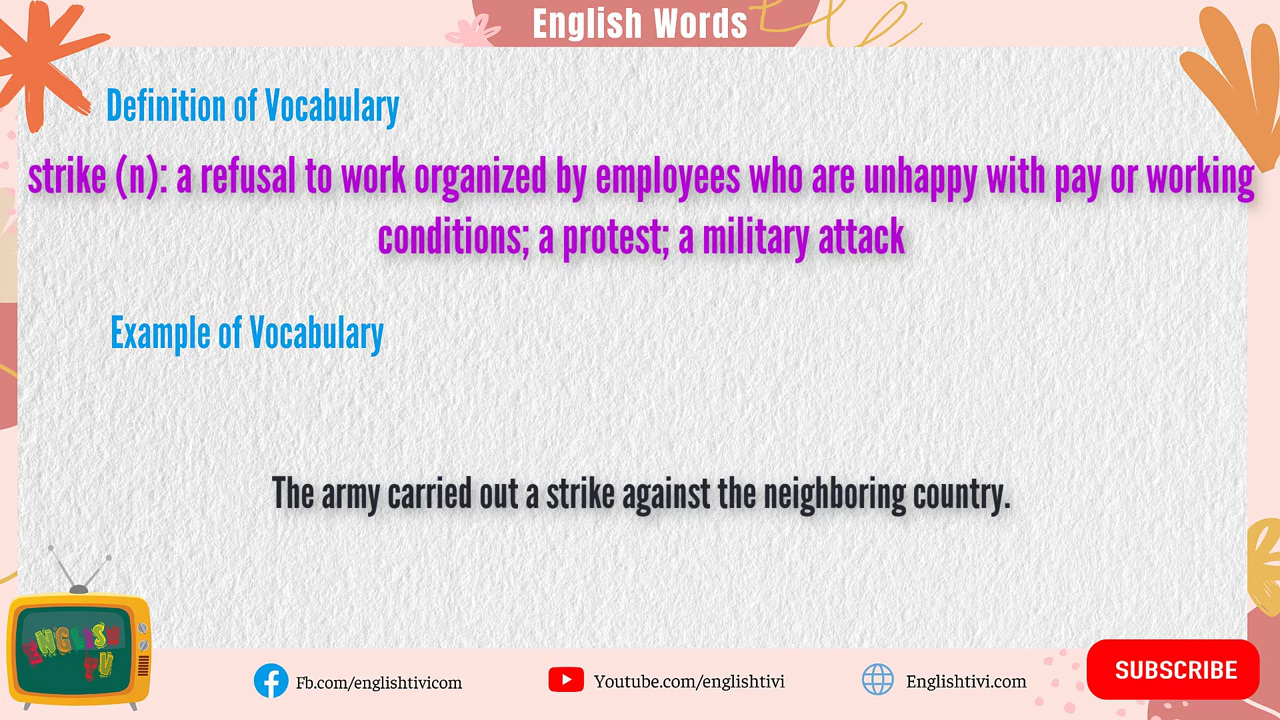 English Words
Definition of Vocabulary
strike (n): a refusal to work organized by employees who are unhappy with pay or working
conditions; a protest; a military attack
Example of Vocabulary
The army carried out a strike against the neighboring country.
ENGLISH
TV
Fb.com/englishtivicom
Youtube.com/englishtivi
Englishtivi.com
SUBSCRIBE